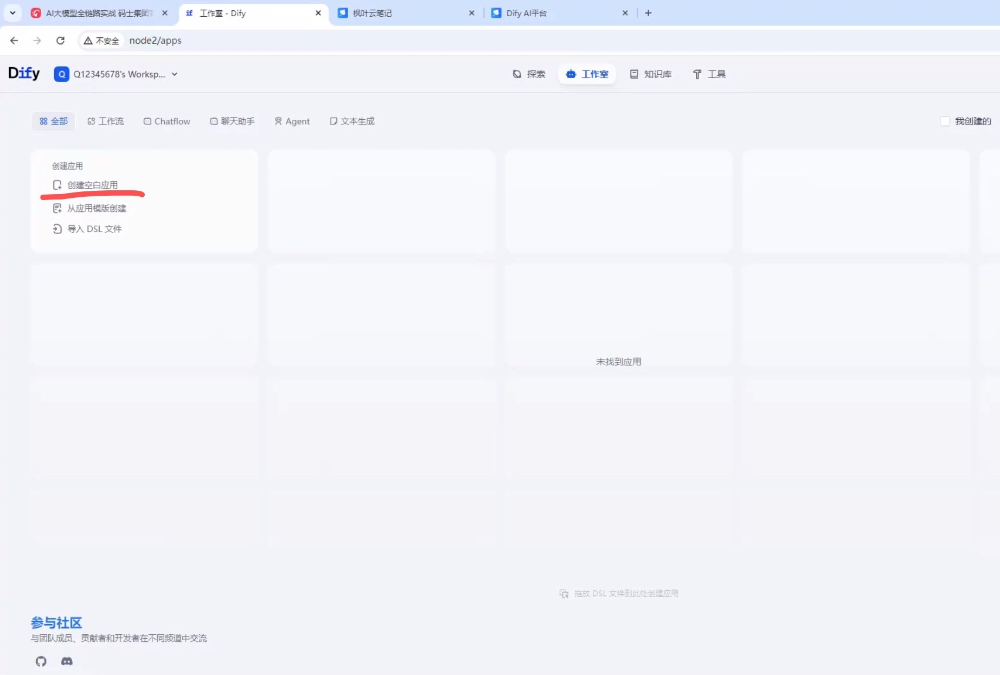 AI大模型全链路实战 码士集团
工作室 - Dify
枫叶云笔记
Dify AI平台
不安全
node2/apps
Dify
Q
Q12345678's Worksp...
探索
工作室
知识库
工具
全部
工作流
Chatflow
聊天助手
Agent
文本生成
我创建的
创建应用
创建空白应用
从应用模版创建
导入 DSL 文件
未找到应用
拖放 DSL 文件到此处创建应用
参与社区
与团队成员、贡献者和开发者在不同频道中交流